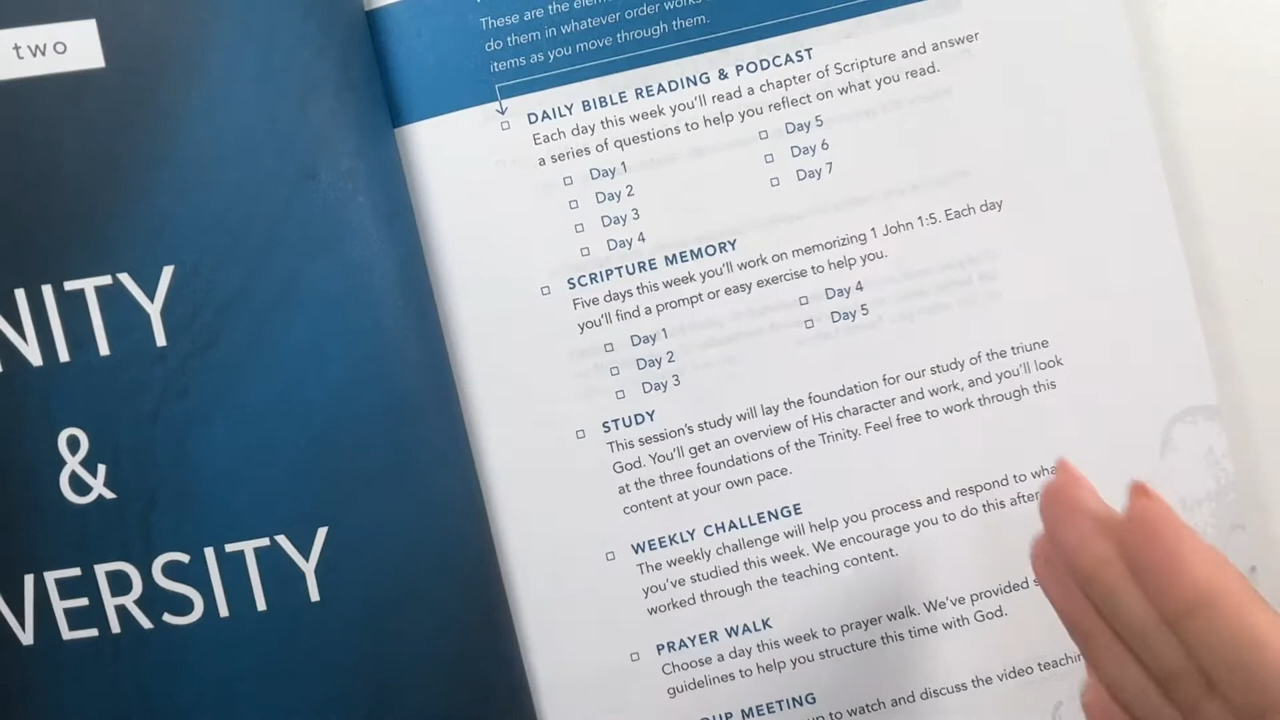 two
NITY
&
VERSITY
These are the
do them in whatever order works
items as you move through them.
DAILY BIBLE READING & PODCAST
Each day this week you'll read a chapter of Scripture and answer
a series of questions to help you reflect on what you read.
Day 1
Day 2
Day 3
Day 4
Day 5
Day 6
Day 7
SCRIPTURE MEMORY
Five days this week you'll work on memorizing 1 John 1:5. Each day
you'll find a prompt or easy exercise to help you.
Day 1
Day 2
Day 3
Day 4
Day 5
STUDY
This session's study will lay the foundation for our study of the triune
God. You'll get an overview of His character and work, and you'll look
at the three foundations of the Trinity. Feel free to work through this
content at your own pace.
WEEKLY CHALLENGE
The weekly challenge will help you process and respond to wha
you've studied this week. We encourage you to do this after
worked through the teaching content.
PRAYER WALK
Choose a day this week to prayer walk. We've provided s
guidelines to help you structure this time with God.
OUP MEETING
up to watch and discuss the video teachin